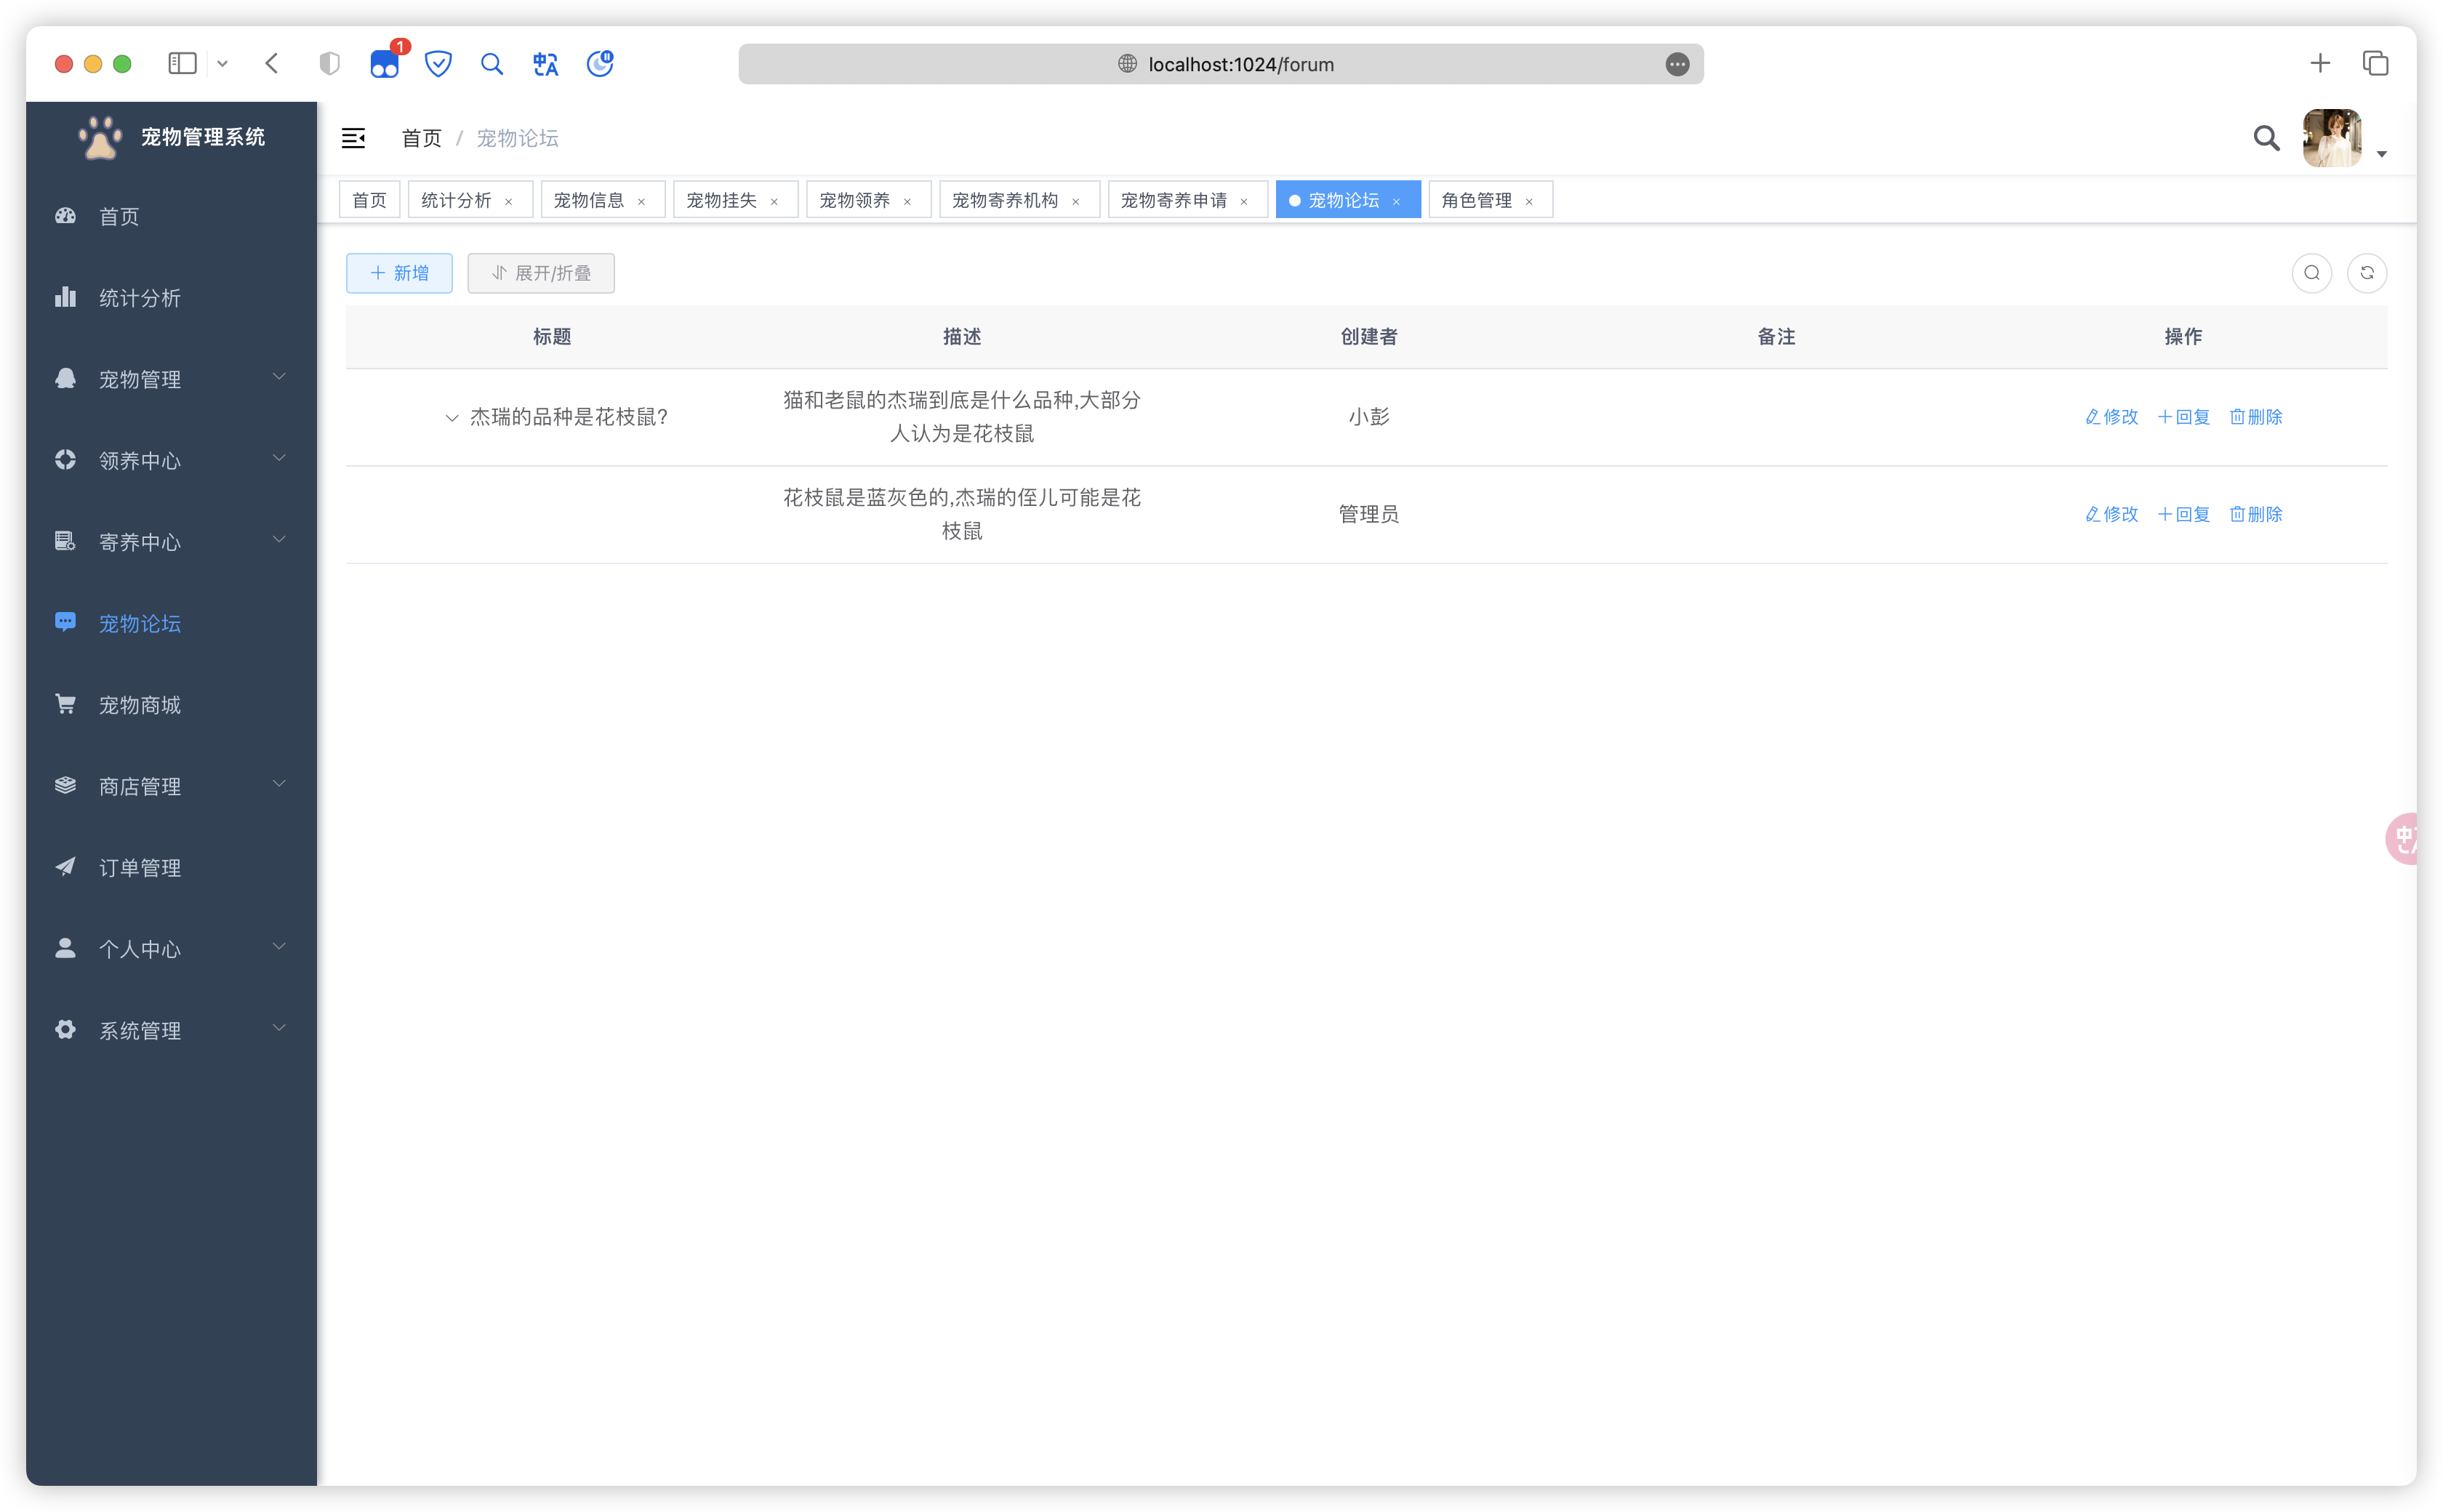 1
localhost:1024/forum
宠物管理系统
首页 / 宠物论坛
首页
统计分析
宠物信息
宠物挂失
宠物领养
宠物寄养机构
宠物寄养申请
宠物论坛
角色管理
首页
统计分析
宠物管理
领养中心
寄养中心
宠物论坛
宠物商城
商店管理
订单管理
个人中心
系统管理
新增
展开/折叠
标题 描述 创建者 备注 操作
杰瑞的品种是花枝鼠?
猫和老鼠的杰瑞到底是什么品种,大部分
人认为是花枝鼠
小彭
修改 回复 删除
花枝鼠是蓝灰色的,杰瑞的侄儿可能是花
枝鼠
管理员
修改 回复 删除